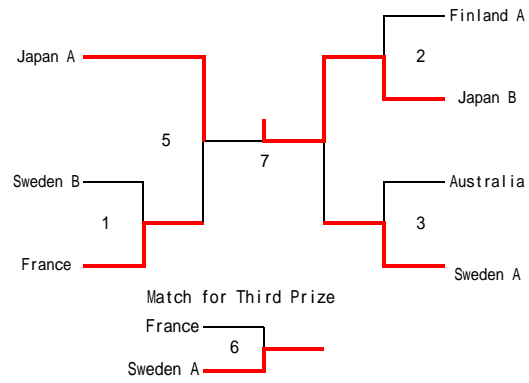 Finland A
Japan A
2
Japan B
5
7
Sweden B
Australia
1
3
France
Sweden A
Match for Third Prize
France
6
Sweden A